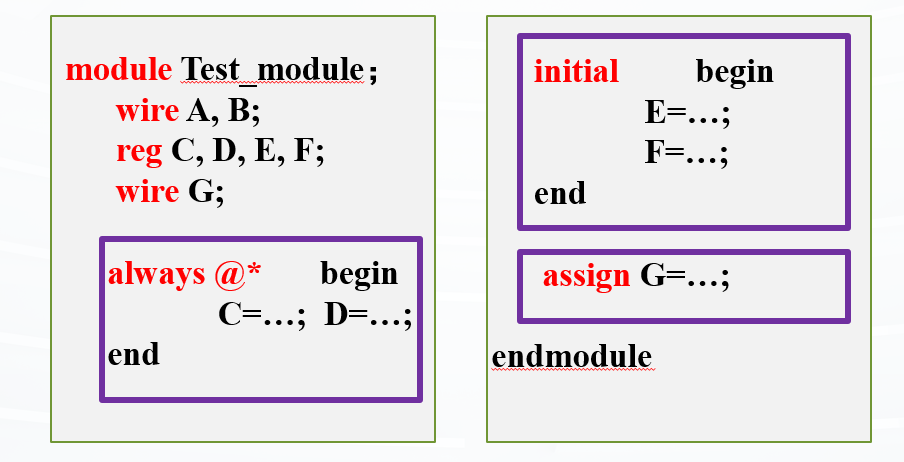 module Test_module；
wire A, B;
reg C, D, E, F;
wire G;
always @* begin
C=…; D=…;
end
initial begin
E=…;
F=…;
end
assign G=…;
endmodule